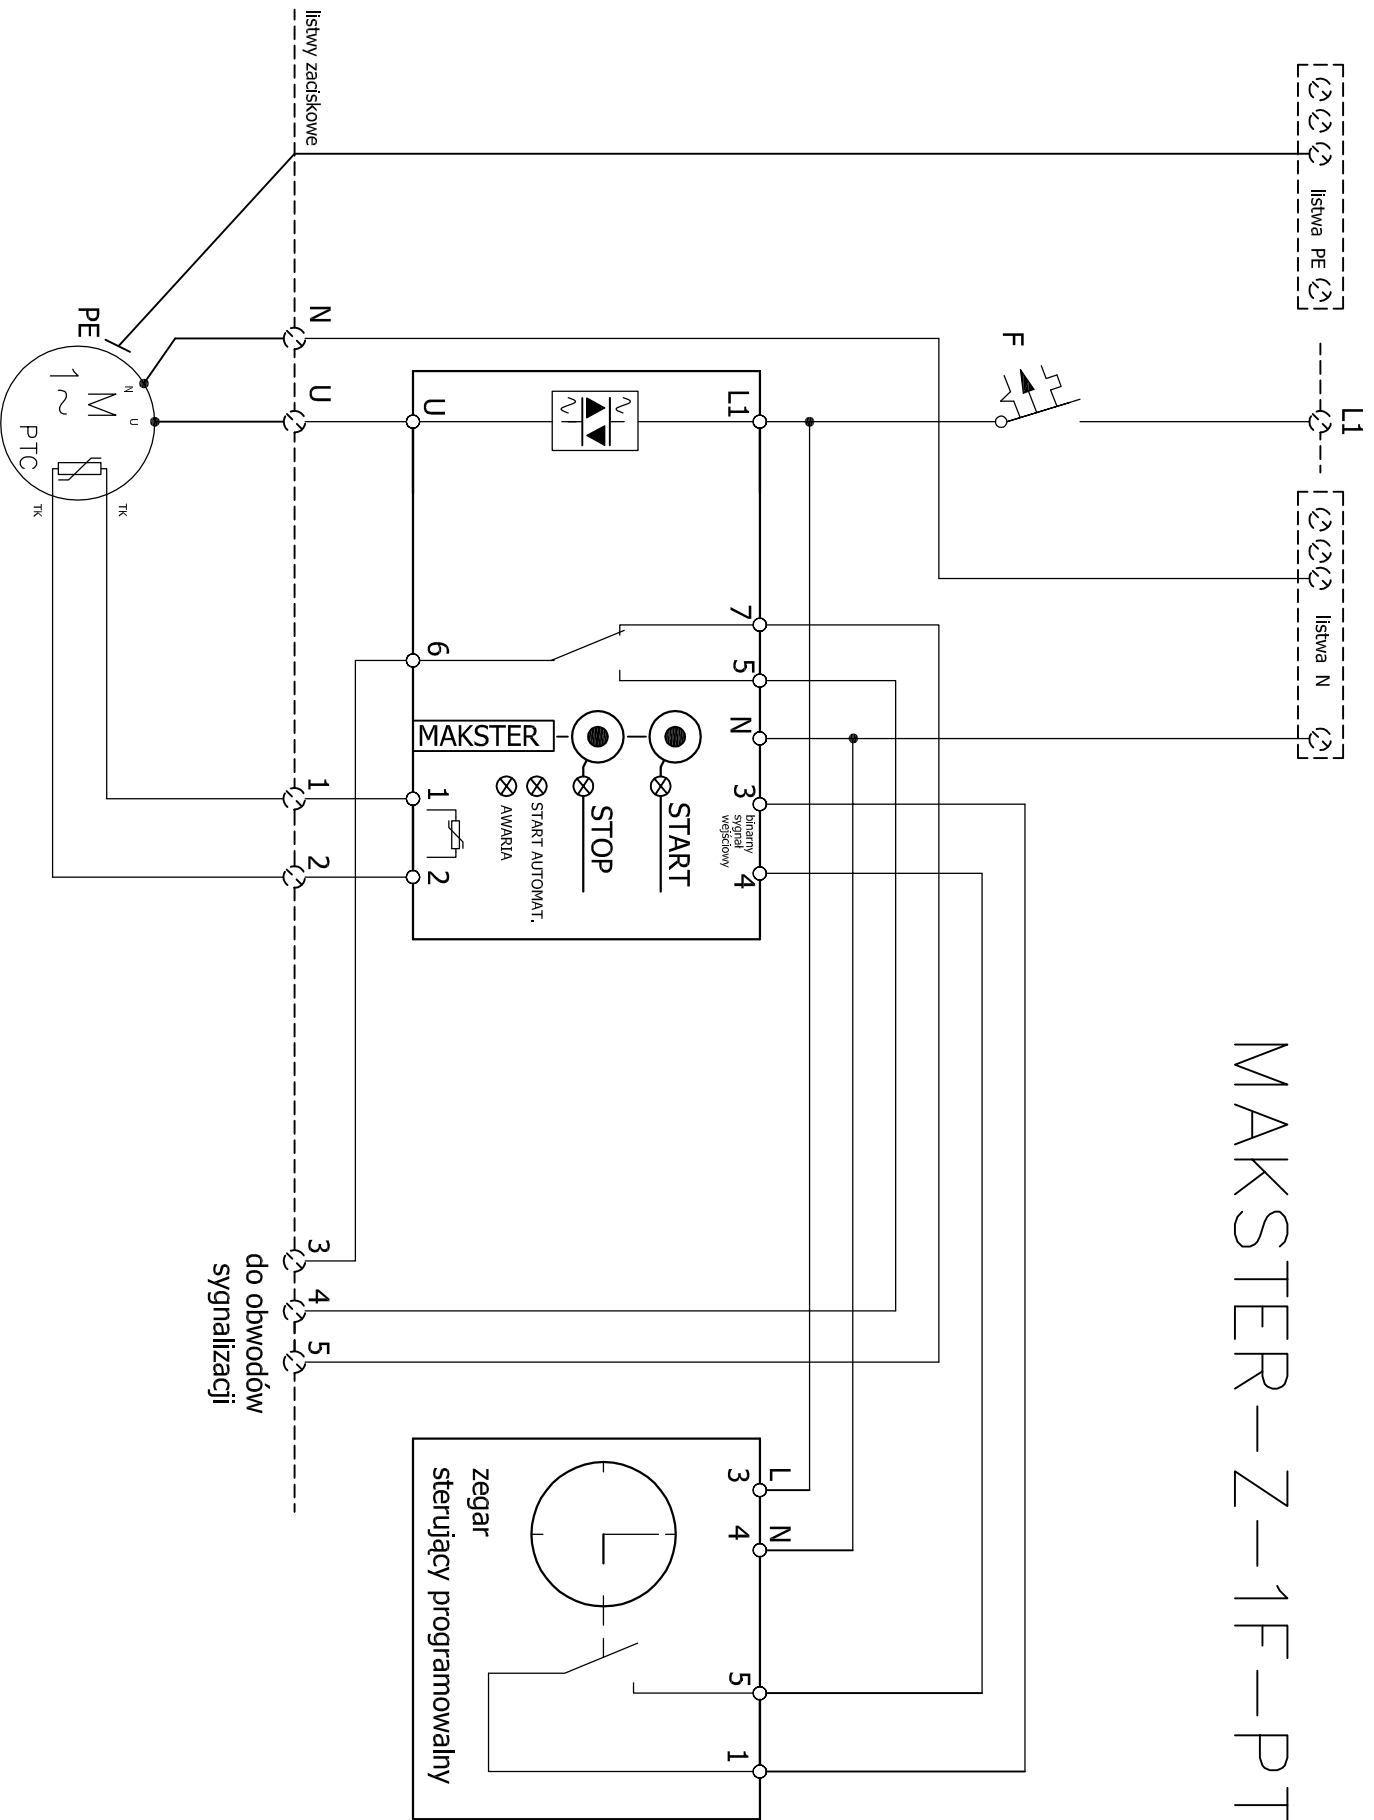 MAKSTER-Z-1F-PT
listwa PE
L1
listwa N
F
L1
7
5
N
3
4
binarny
sygnał
wejściowy
START
STOP
START AUTOMAT.
AWARIA
MAKSTER
U
6
1
2
L
N
3
4
5
1
zegar
sterujący programowalny
listwy zaciskowe
N
U
1
2
3
4
5
do obwodów
sygnalizacji
PE
N
U
M
1~
PTC
TK
TK